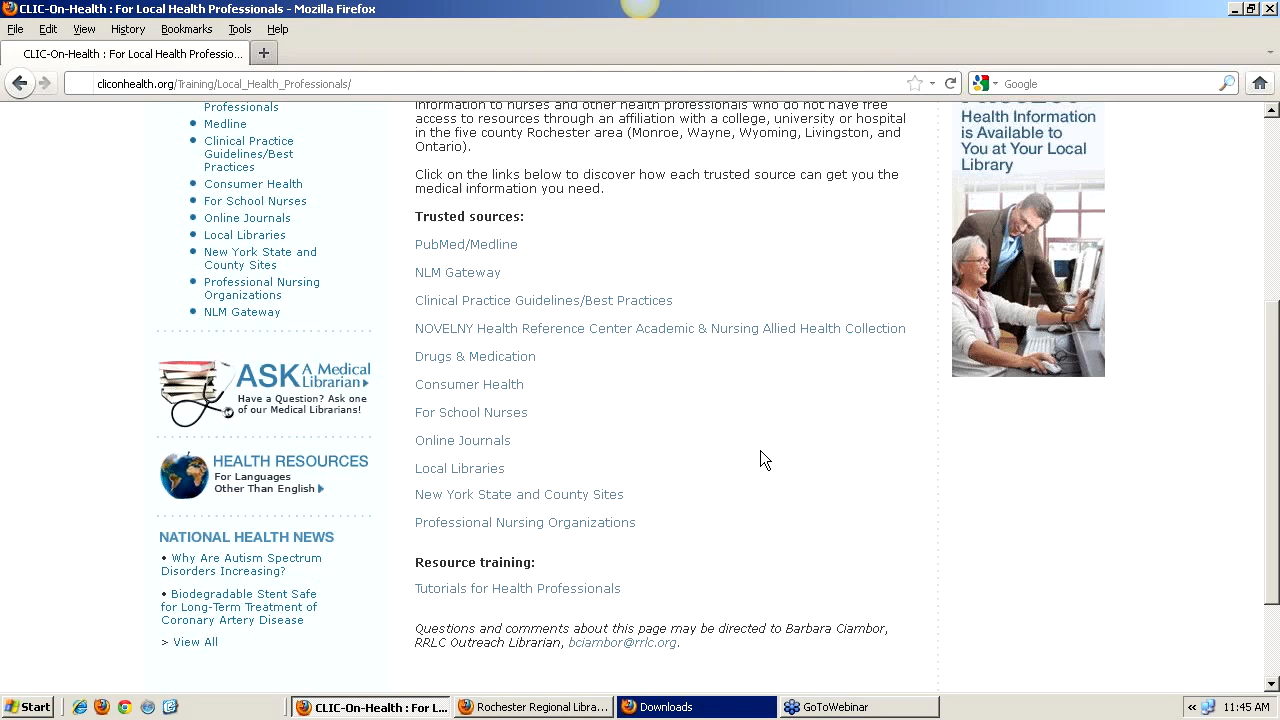 CLIC-On-Health : For Local Health Professionals - Mozilla Firefox
File Edit View History Bookmarks Tools Help
CLIC-On-Health : For Local Health Professio...
cliconhealth.org/Training/Local_Health_Professionals/
Google
Professionals
Medline
Clinical Practice
Guidelines/Best
Practices
Consumer Health
For School Nurses
Online Journals
Local Libraries
New York State and
County Sites
Professional Nursing
Organizations
NLM Gateway
ASK A Medical
Librarian
Have a Question? Ask one
of our Medical Librarians!
HEALTH RESOURCES
For Languages
Other Than English
NATIONAL HEALTH NEWS
• Why Are Autism Spectrum
Disorders Increasing?
• Biodegradable Stent Safe
for Long-Term Treatment of
Coronary Artery Disease
> View All
information to nurses and other health professionals who do not have free
access to resources through an affiliation with a college, university or hospital
in the five county Rochester area (Monroe, Wayne, Wyoming, Livingston, and
Ontario).
Click on the links below to discover how each trusted source can get you the
medical information you need.
Trusted sources:
PubMed/Medline
NLM Gateway
Clinical Practice Guidelines/Best Practices
NOVELNY Health Reference Center Academic & Nursing Allied Health Collection
Drugs & Medication
Consumer Health
For School Nurses
Online Journals
Local Libraries
New York State and County Sites
Professional Nursing Organizations
Resource training:
Tutorials for Health Professionals
Questions and comments about this page may be directed to Barbara Ciambor,
RRLC Outreach Librarian, bciambor@rrlc.org.
Health Information
is Available to
You at Your Local
Library
Start
CLIC-On-Health : For L...
Rochester Regional Libra...
Downloads
GoToWebinar
11:45 AM